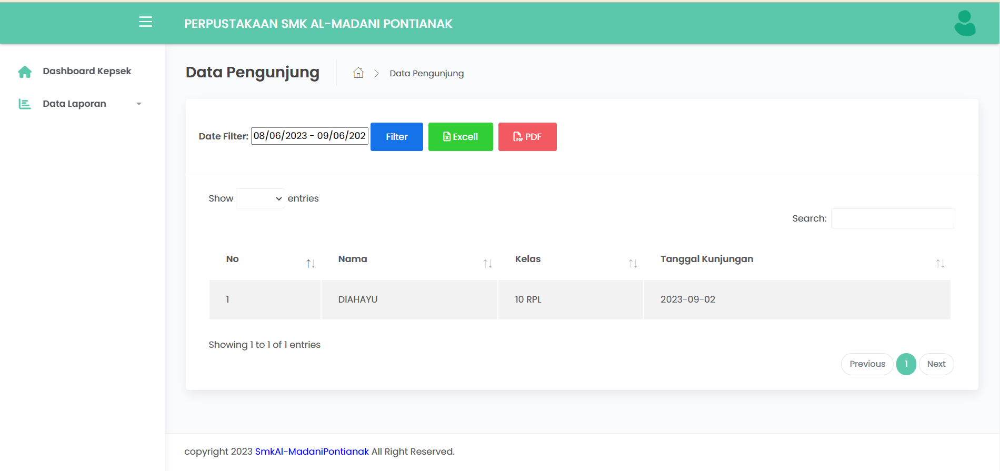 PERPUSTAKAAN SMK AL-MADANI PONTIANAK
Dashboard Kepsek
Data Laporan
Data Pengunjung
Data Pengunjung
Date Filter: 08/06/2023 - 09/06/202 Filter Excell PDF
Show entries
Search:
No Nama Kelas Tanggal Kunjungan
1 DIAHAYU 10 RPL 2023-09-02
Showing 1 to 1 of 1 entries
Previous 1 Next
copyright 2023 SmkAl-MadaniPontianak All Right Reserved.